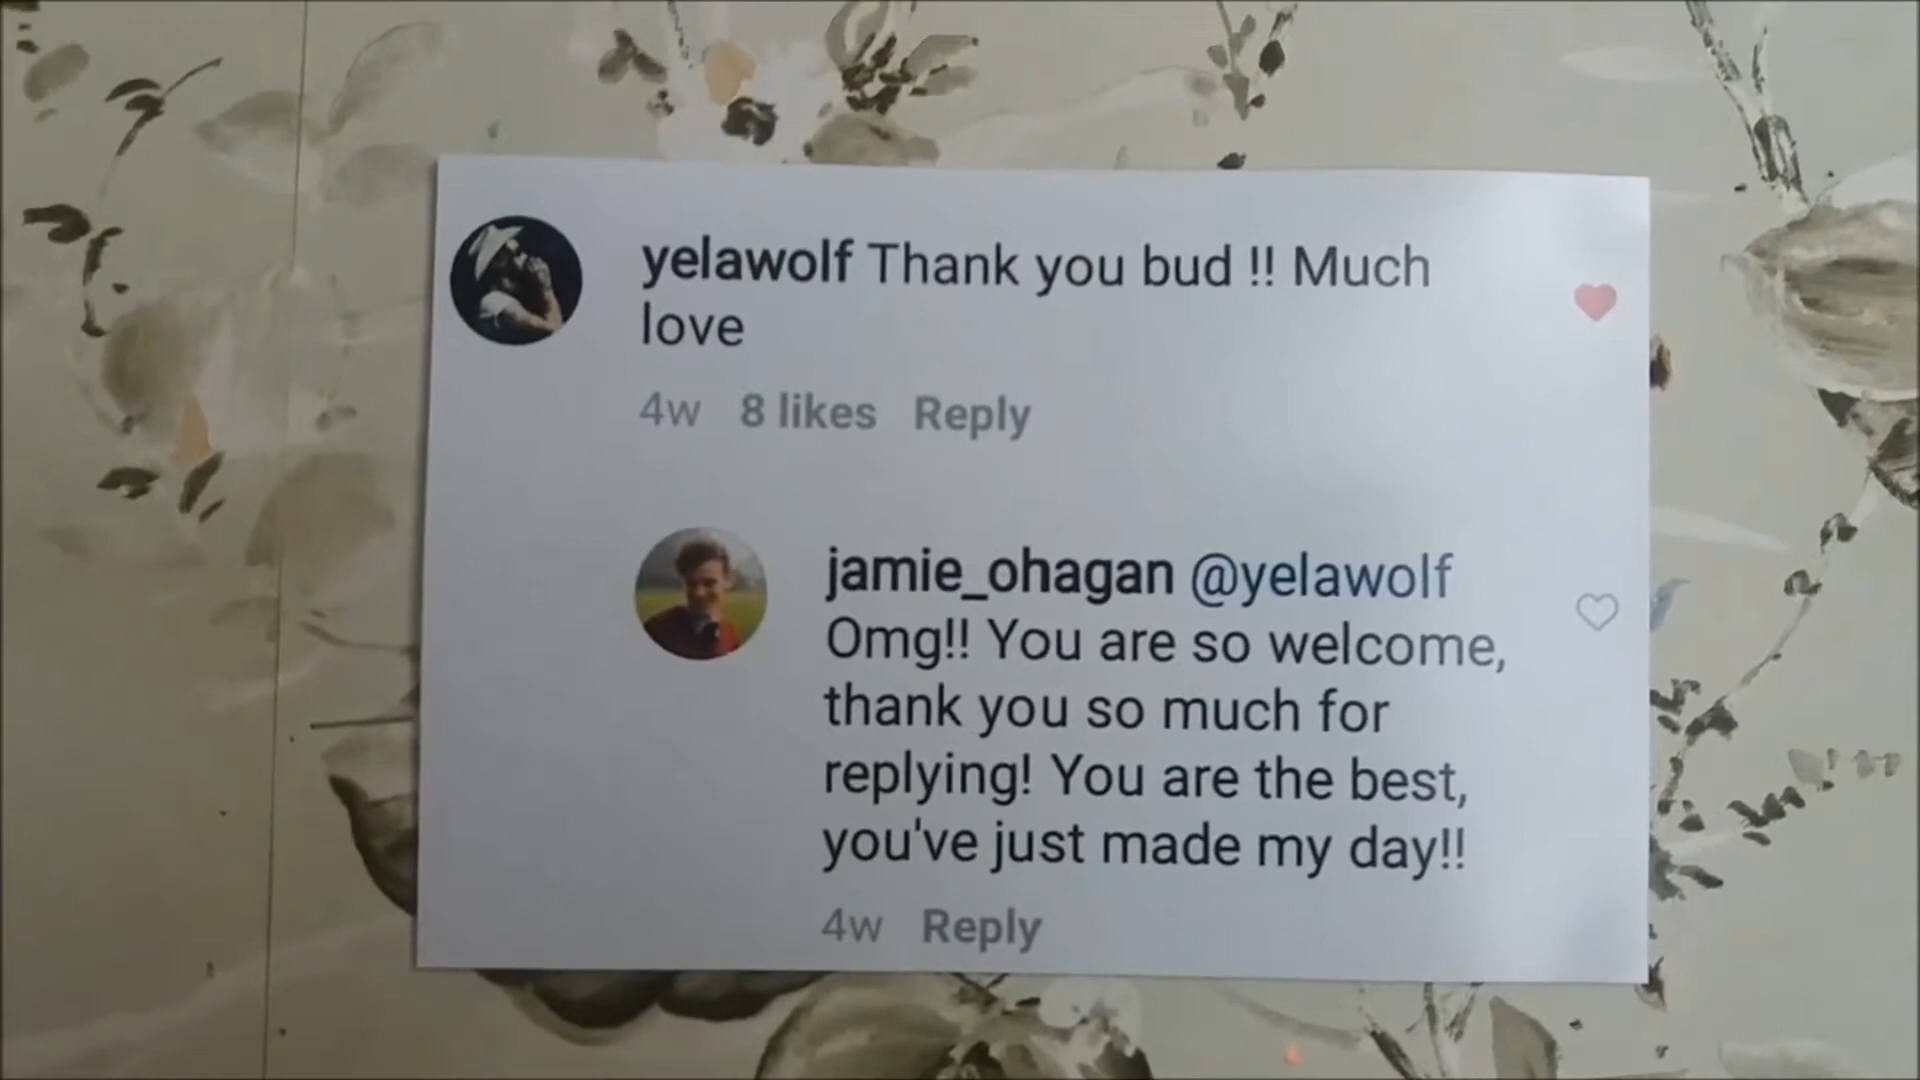 yelawolf Thank you bud !! Much
love
4w 8 likes Reply
jamie_ohagan @yelawolf
Omg!! You are so welcome,
thank you so much for
replying! You are the best,
you've just made my day!!
4w Reply